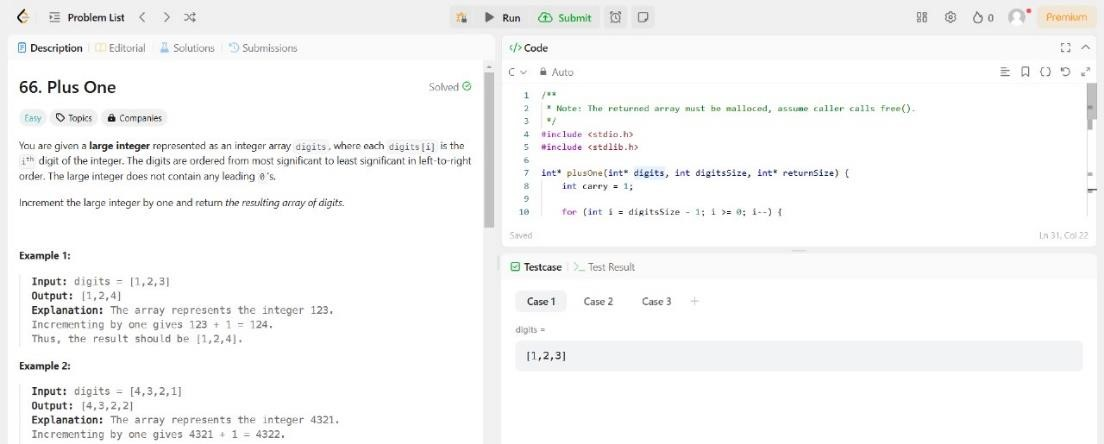 Problem List
Run
Submit
0
Premium
Description
Editorial
Solutions
Submissions
66. Plus One
Solved
Easy
Topics
Companies
You are given a large integer represented as an integer array digits, where each digits[i] is the
ith digit of the integer. The digits are ordered from most significant to least significant in left-to-right
order. The large integer does not contain any leading 0's.
Increment the large integer by one and return the resulting array of digits.
Example 1:
Input: digits = [1,2,3]
Output: [1,2,4]
Explanation: The array represents the integer 123.
Incrementing by one gives 123 + 1 = 124.
Thus, the result should be [1,2,4].
Example 2:
Input: digits = [4,3,2,1]
Output: [4,3,2,2]
Explanation: The array represents the integer 4321.
Incrementing by one gives 4321 + 1 = 4322.
</> Code
C
Auto
1 /**
2 * Note: The returned array must be malloced, assume caller calls free().
3 */
4 #include <stdio.h>
5 #include <stdlib.h>
6
7 int* plusOne(int* digits, int digitsSize, int* returnSize) {
8 int carry = 1;
9
10 for (int i = digitsSize - 1; i >= 0; i--) {
Saved
Ln 31, Col 22
Testcase
>_ Test Result
Case 1
Case 2
Case 3
+
digits =
[1,2,3]